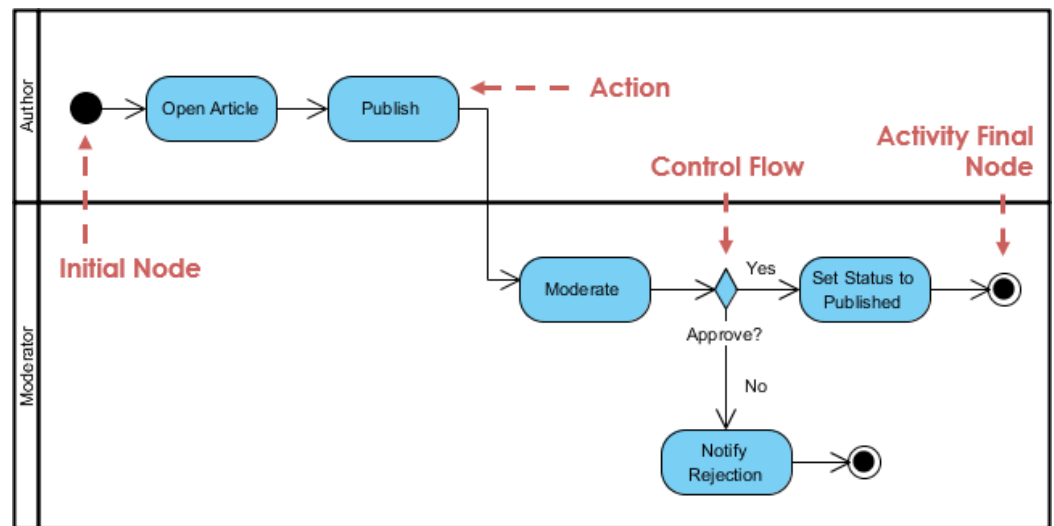 Author
Open Article
Publish
Action
Initial Node
Control Flow
Activity Final
Node
Moderator
Moderate
Yes
Approve?
Set Status to
Published
No
Notify
Rejection